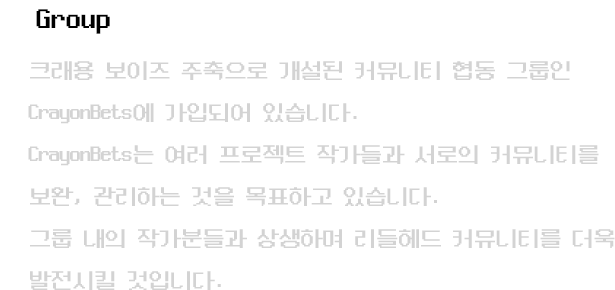 Group
크래용 보이즈 주축으로 개설된 커뮤니티 협동 그룹인
CrayonBets에 가입되어 있습니다.
CrayonBets는 여러 프로젝트 작가들과 서로의 커뮤니티를
보완, 관리하는 것을 목표하고 있습니다.
그룹 내의 작가분들과 상생하며 리들헤드 커뮤니티를 더욱
발전시킬 것입니다.